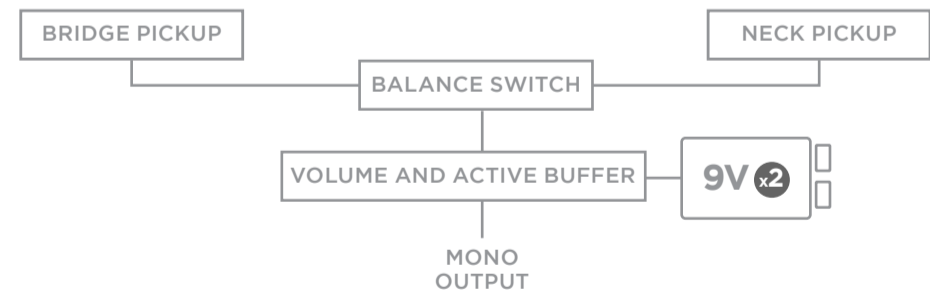 BRIDGE PICKUP
NECK PICKUP
BALANCE SWITCH
VOLUME AND ACTIVE BUFFER
9V x2
MONO
OUTPUT